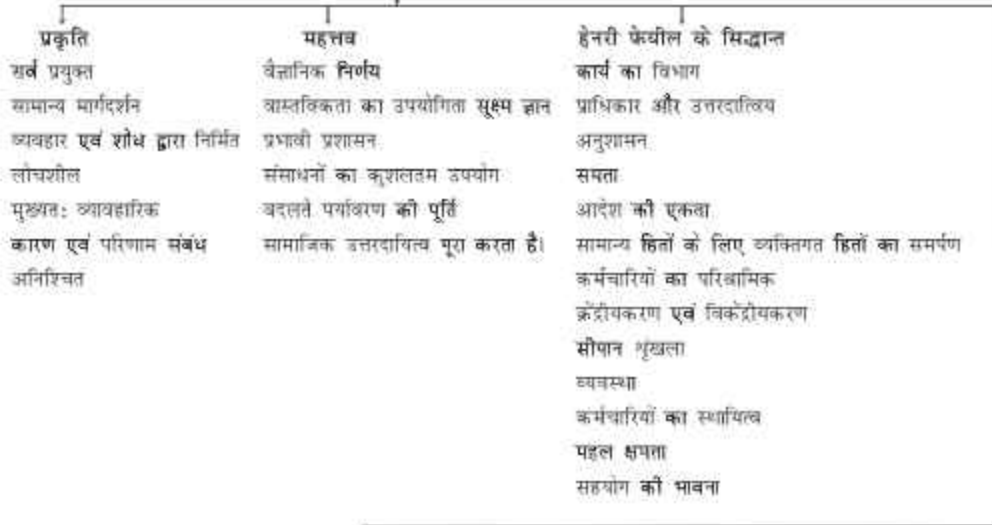 प्रकृति
सर्व प्रयुक्त
सामान्य मार्गदर्शन
व्यवहार एवं शोध द्वारा निर्मित
लोचशील
मुख्यत: व्यावहारिक
कारण एवं परिणाम संबंध
अनिश्चित
महत्तव
वैज्ञानिक निर्णय
वास्तविकता का उपयोगिता सूक्ष्म ज्ञान
प्रभावी प्रशासन
संसाधनों का कुशलतम उपयोग
बदलते पर्यावरण की पूर्ति
सामाजिक उत्तरदायित्व पूरा करता है।
हेनरी फेयोल के सिद्धान्त
कार्य का विभाग
प्राधिकार और उत्तरदात्विय
अनुशासन
समता
आदेश की एकता
सामान्य हितों के लिए व्यक्तिगत हितों का समर्पण
कर्मचारियों का परिश्रामिक
क्रेंद्रीयकरण एवं विकेंद्रीयकरण
सीपान शृंखला
व्यवस्था
कर्मचारियों का स्थायित्व
पहल क्षमता
सहयोग की भावना